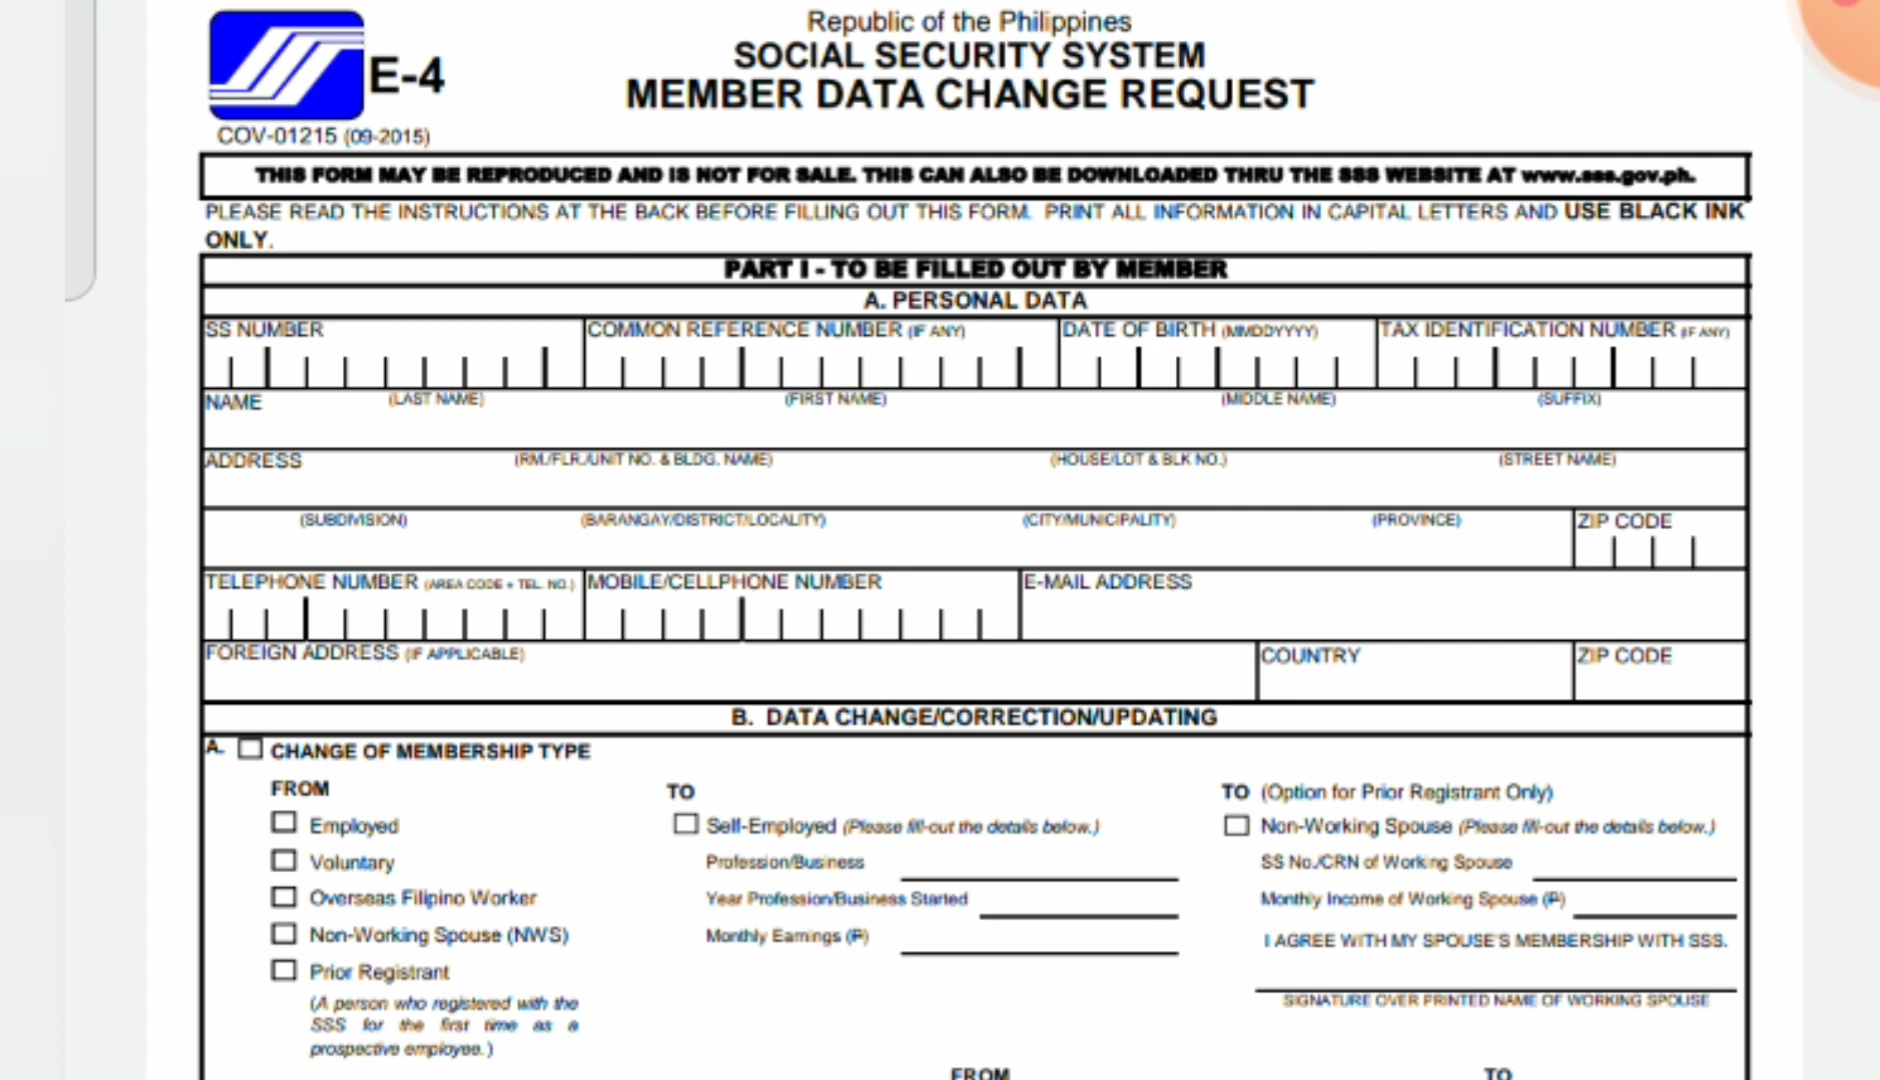 Republic of the Philippines
SOCIAL SECURITY SYSTEM
MEMBER DATA CHANGE REQUEST
E-4
COV-01215 (09-2015)
THIS FORM MAY BE REPRODUCED AND IS NOT FOR SALE. THIS CAN ALSO BE DOWNLOADED THRU THE SSS WEBSITE AT www.sss.gov.ph.
PLEASE READ THE INSTRUCTIONS AT THE BACK BEFORE FILLING OUT THIS FORM. PRINT ALL INFORMATION IN CAPITAL LETTERS AND USE BLACK INK
ONLY.
PART I - TO BE FILLED OUT BY MEMBER
A. PERSONAL DATA
SS NUMBER COMMON REFERENCE NUMBER (IF ANY) DATE OF BIRTH (MMDDYYYY) TAX IDENTIFICATION NUMBER (IF ANY)
NAME (LAST NAME) (FIRST NAME) (MIDDLE NAME) (SUFFIX)
ADDRESS (RM./FLR./UNIT NO. & BLDG. NAME) (HOUSE/LOT & BLK NO.) (STREET NAME)
(SUBDIVISION) (BARANGAY/DISTRICT/LOCALITY) (CITY/MUNICIPALITY) (PROVINCE) ZIP CODE
TELEPHONE NUMBER (AREA CODE + TEL. NO.) MOBILE/CELLPHONE NUMBER E-MAIL ADDRESS
FOREIGN ADDRESS (IF APPLICABLE) COUNTRY ZIP CODE
B. DATA CHANGE/CORRECTION/UPDATING
A. CHANGE OF MEMBERSHIP TYPE
FROM TO TO (Option for Prior Registrant Only)
Employed Self-Employed (Please fill-out the details below.) Non-Working Spouse (Please fill-out the details below.)
Voluntary Profession/Business SS No./CRN of Working Spouse
Overseas Filipino Worker Year Profession/Business Started Monthly Income of Working Spouse (₱)
Non-Working Spouse (NWS) Monthly Earnings (₱) I AGREE WITH MY SPOUSE'S MEMBERSHIP WITH SSS.
Prior Registrant
(A person who registered with the SIGNATURE OVER PRINTED NAME OF WORKING SPOUSE
SSS for the first time as a
prospective employee.)
FROM TO